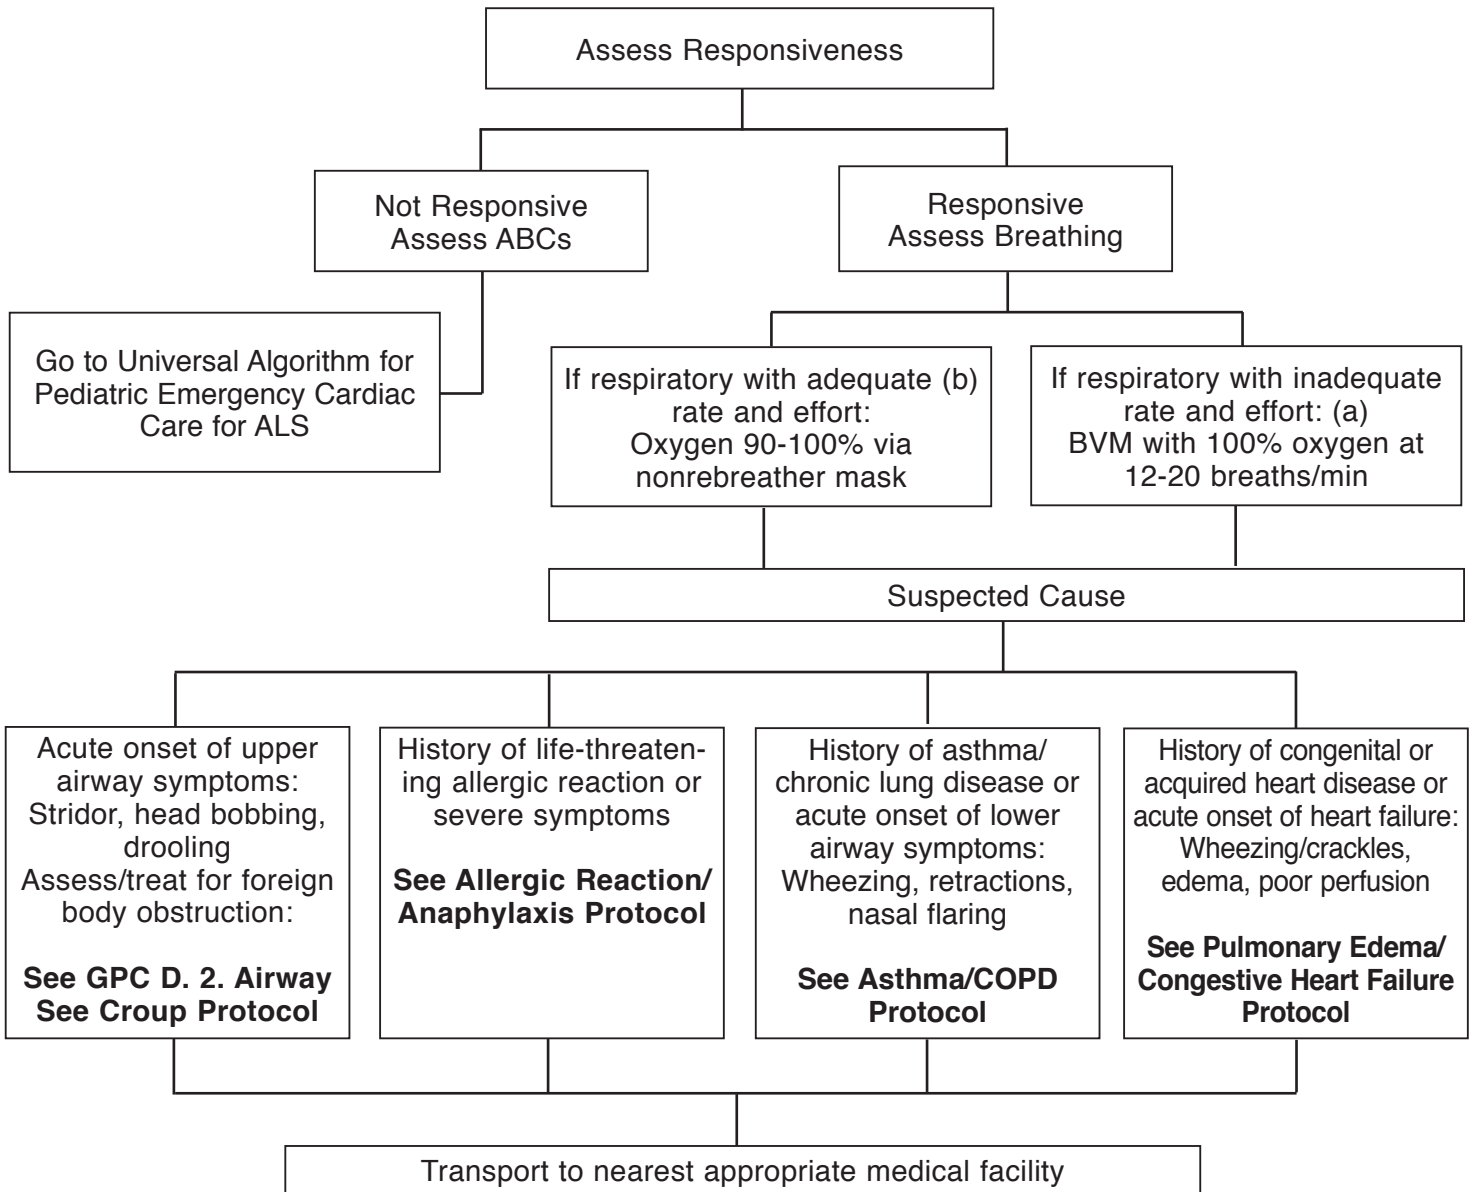 Assess Responsiveness
Not Responsive
Assess ABCs
Responsive
Assess Breathing
Go to Universal Algorithm for
Pediatric Emergency Cardiac
Care for ALS
If respiratory with adequate (b)
rate and effort:
Oxygen 90-100% via
nonrebreather mask
If respiratory with inadequate
rate and effort: (a)
BVM with 100% oxygen at
12-20 breaths/min
Suspected Cause
Acute onset of upper
airway symptoms:
Stridor, head bobbing,
drooling
Assess/treat for foreign
body obstruction:
See GPC D. 2. Airway
See Croup Protocol
History of life-threaten-
ing allergic reaction or
severe symptoms
See Allergic Reaction/
Anaphylaxis Protocol
History of asthma/
chronic lung disease or
acute onset of lower
airway symptoms:
Wheezing, retractions,
nasal flaring
See Asthma/COPD
Protocol
History of congenital or
acquired heart disease or
acute onset of heart failure:
Wheezing/crackles,
edema, poor perfusion
See Pulmonary Edema/
Congestive Heart Failure
Protocol
Transport to nearest appropriate medical facility